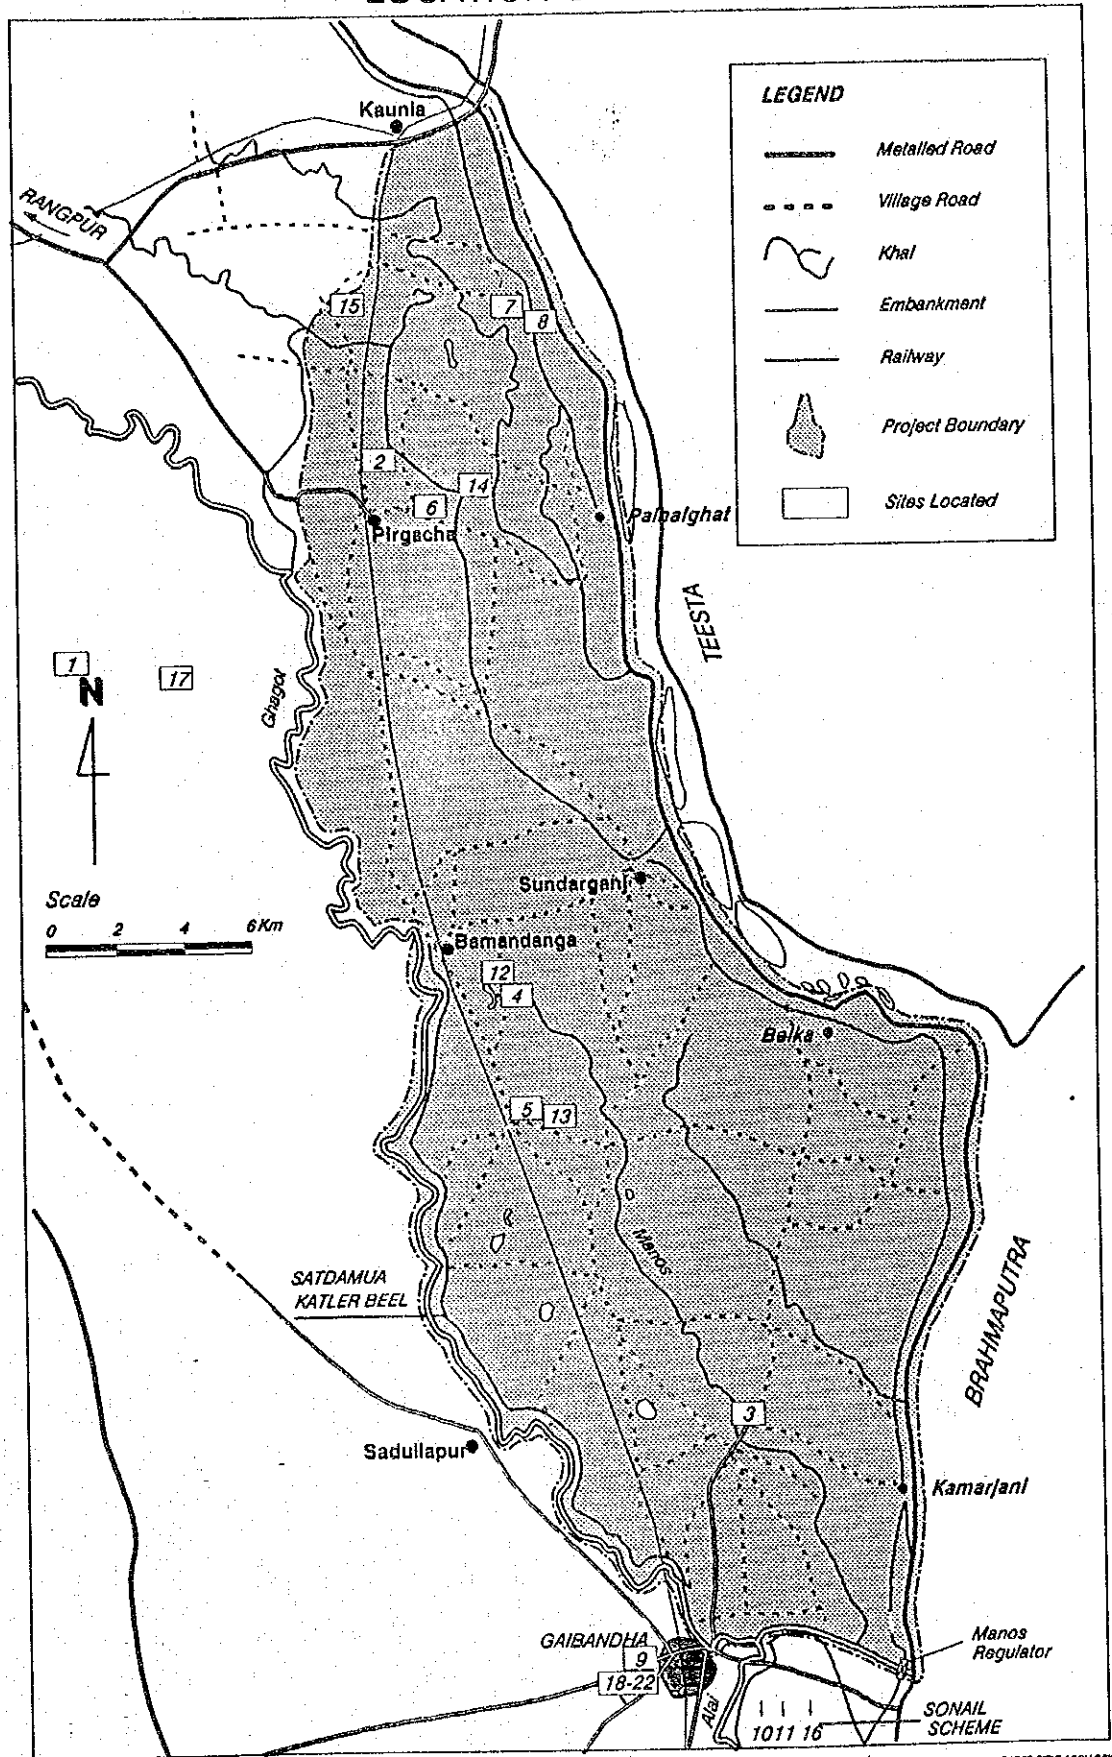 LEGEND
Metalled Road
Village Road
Khal
Embankment
Railway
Project Boundary
Sites Located
Kaunia
RANGPUR
15
7
8
2
14
6
Pirgacha
TEESTA
1
17
N
Ghagot
Scale
0 2 4 6 Km
Sundarganj
Bamandanga
12
4
Belka
5
13
Manos
SATDAMUA
KATLER BEEL
BRAHMAPUTRA
3
Sadullapur
Kamarjani
GAIBANDHA
9
18-22
Alai
Manos
Regulator
10 11 16
SONAIL
SCHEME